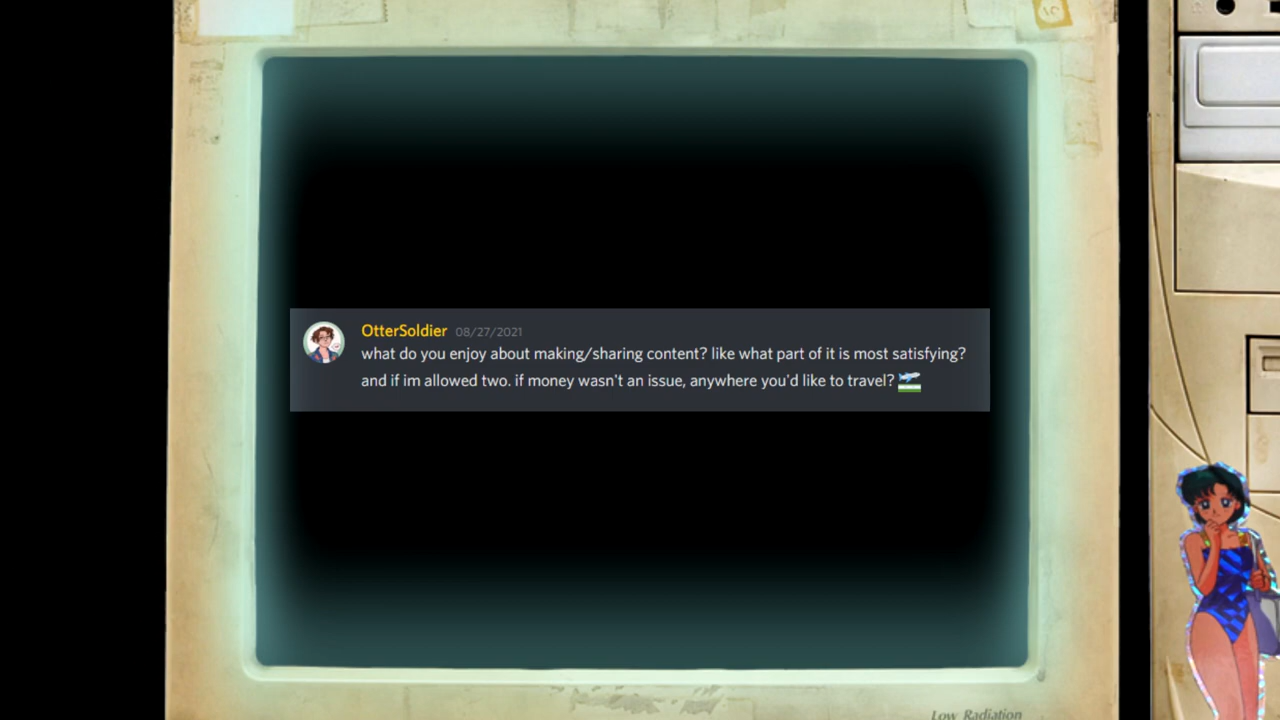 OtterSoldier 08/27/2021
what do you enjoy about making/sharing content? like what part of it is most satisfying?
and if im allowed two. if money wasn't an issue, anywhere you'd like to travel?
Low Radiation